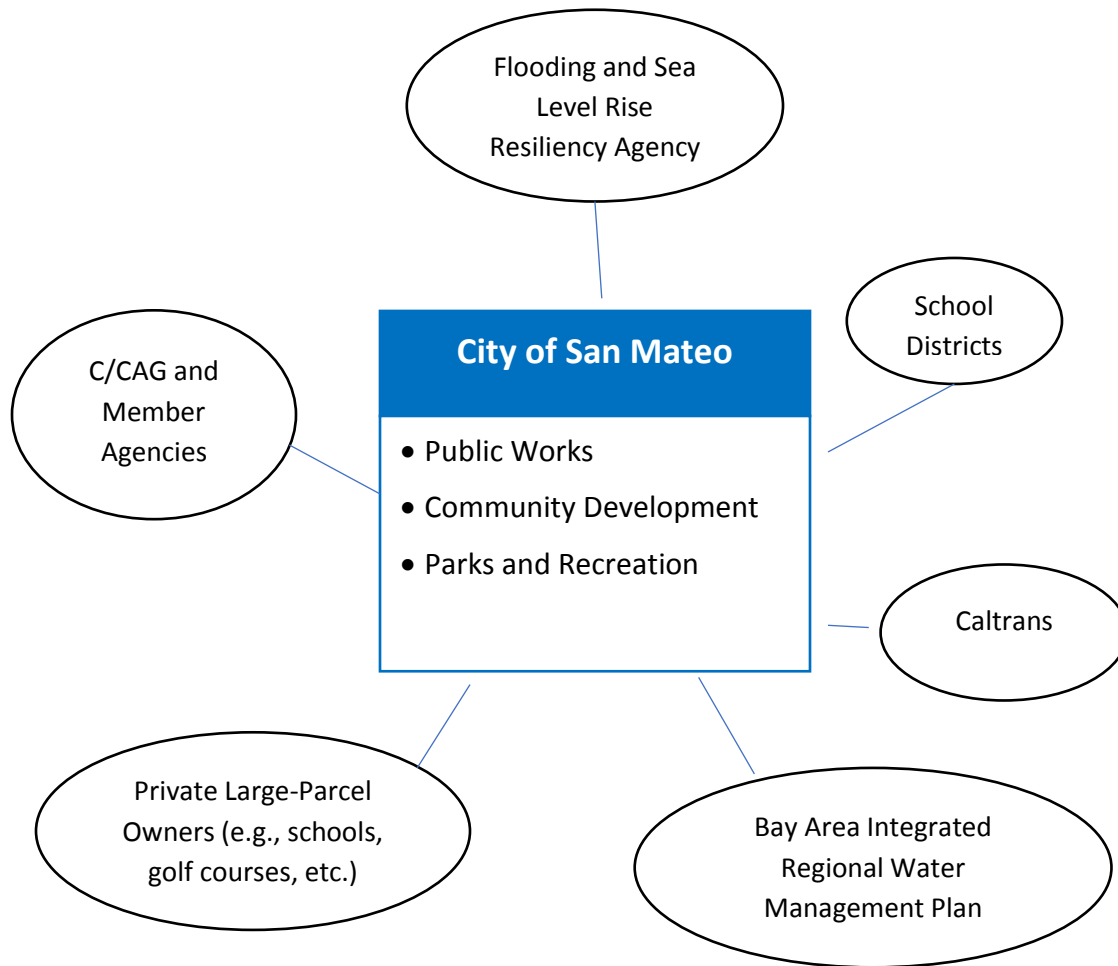 Flooding and Sea
Level Rise
Resiliency Agency
School
Districts
City of San Mateo
C/CAG and
Member
Agencies
• Public Works
• Community Development
• Parks and Recreation
Caltrans
Private Large-Parcel
Owners (e.g., schools,
golf courses, etc.)
Bay Area Integrated
Regional Water
Management Plan